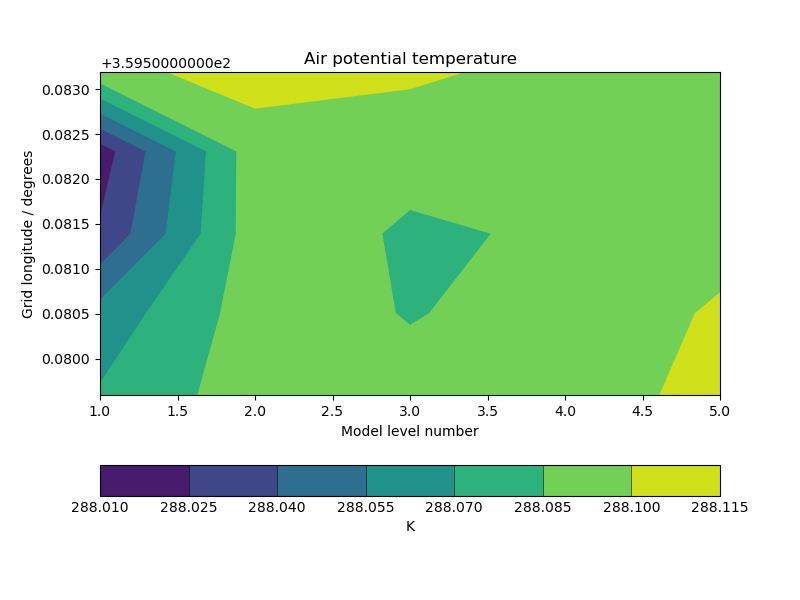 Air potential temperature
+3.5950000000e2
0.0830
0.0825
0.0820
0.0815
0.0810
0.0805
0.0800
Grid longitude / degrees
1.0 1.5 2.0 2.5 3.0 3.5 4.0 4.5 5.0
Model level number
288.010 288.025 288.040 288.055 288.070 288.085 288.100 288.115
K